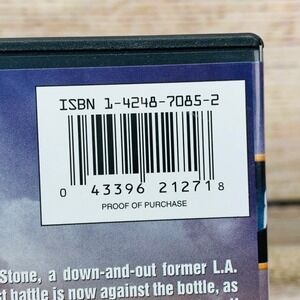 ISBN 1-4248-7085-2
0 43396 21271 8
PROOF OF PURCHASE
Stone, a down-and-out former L.A.
battle is now against the bottle, as